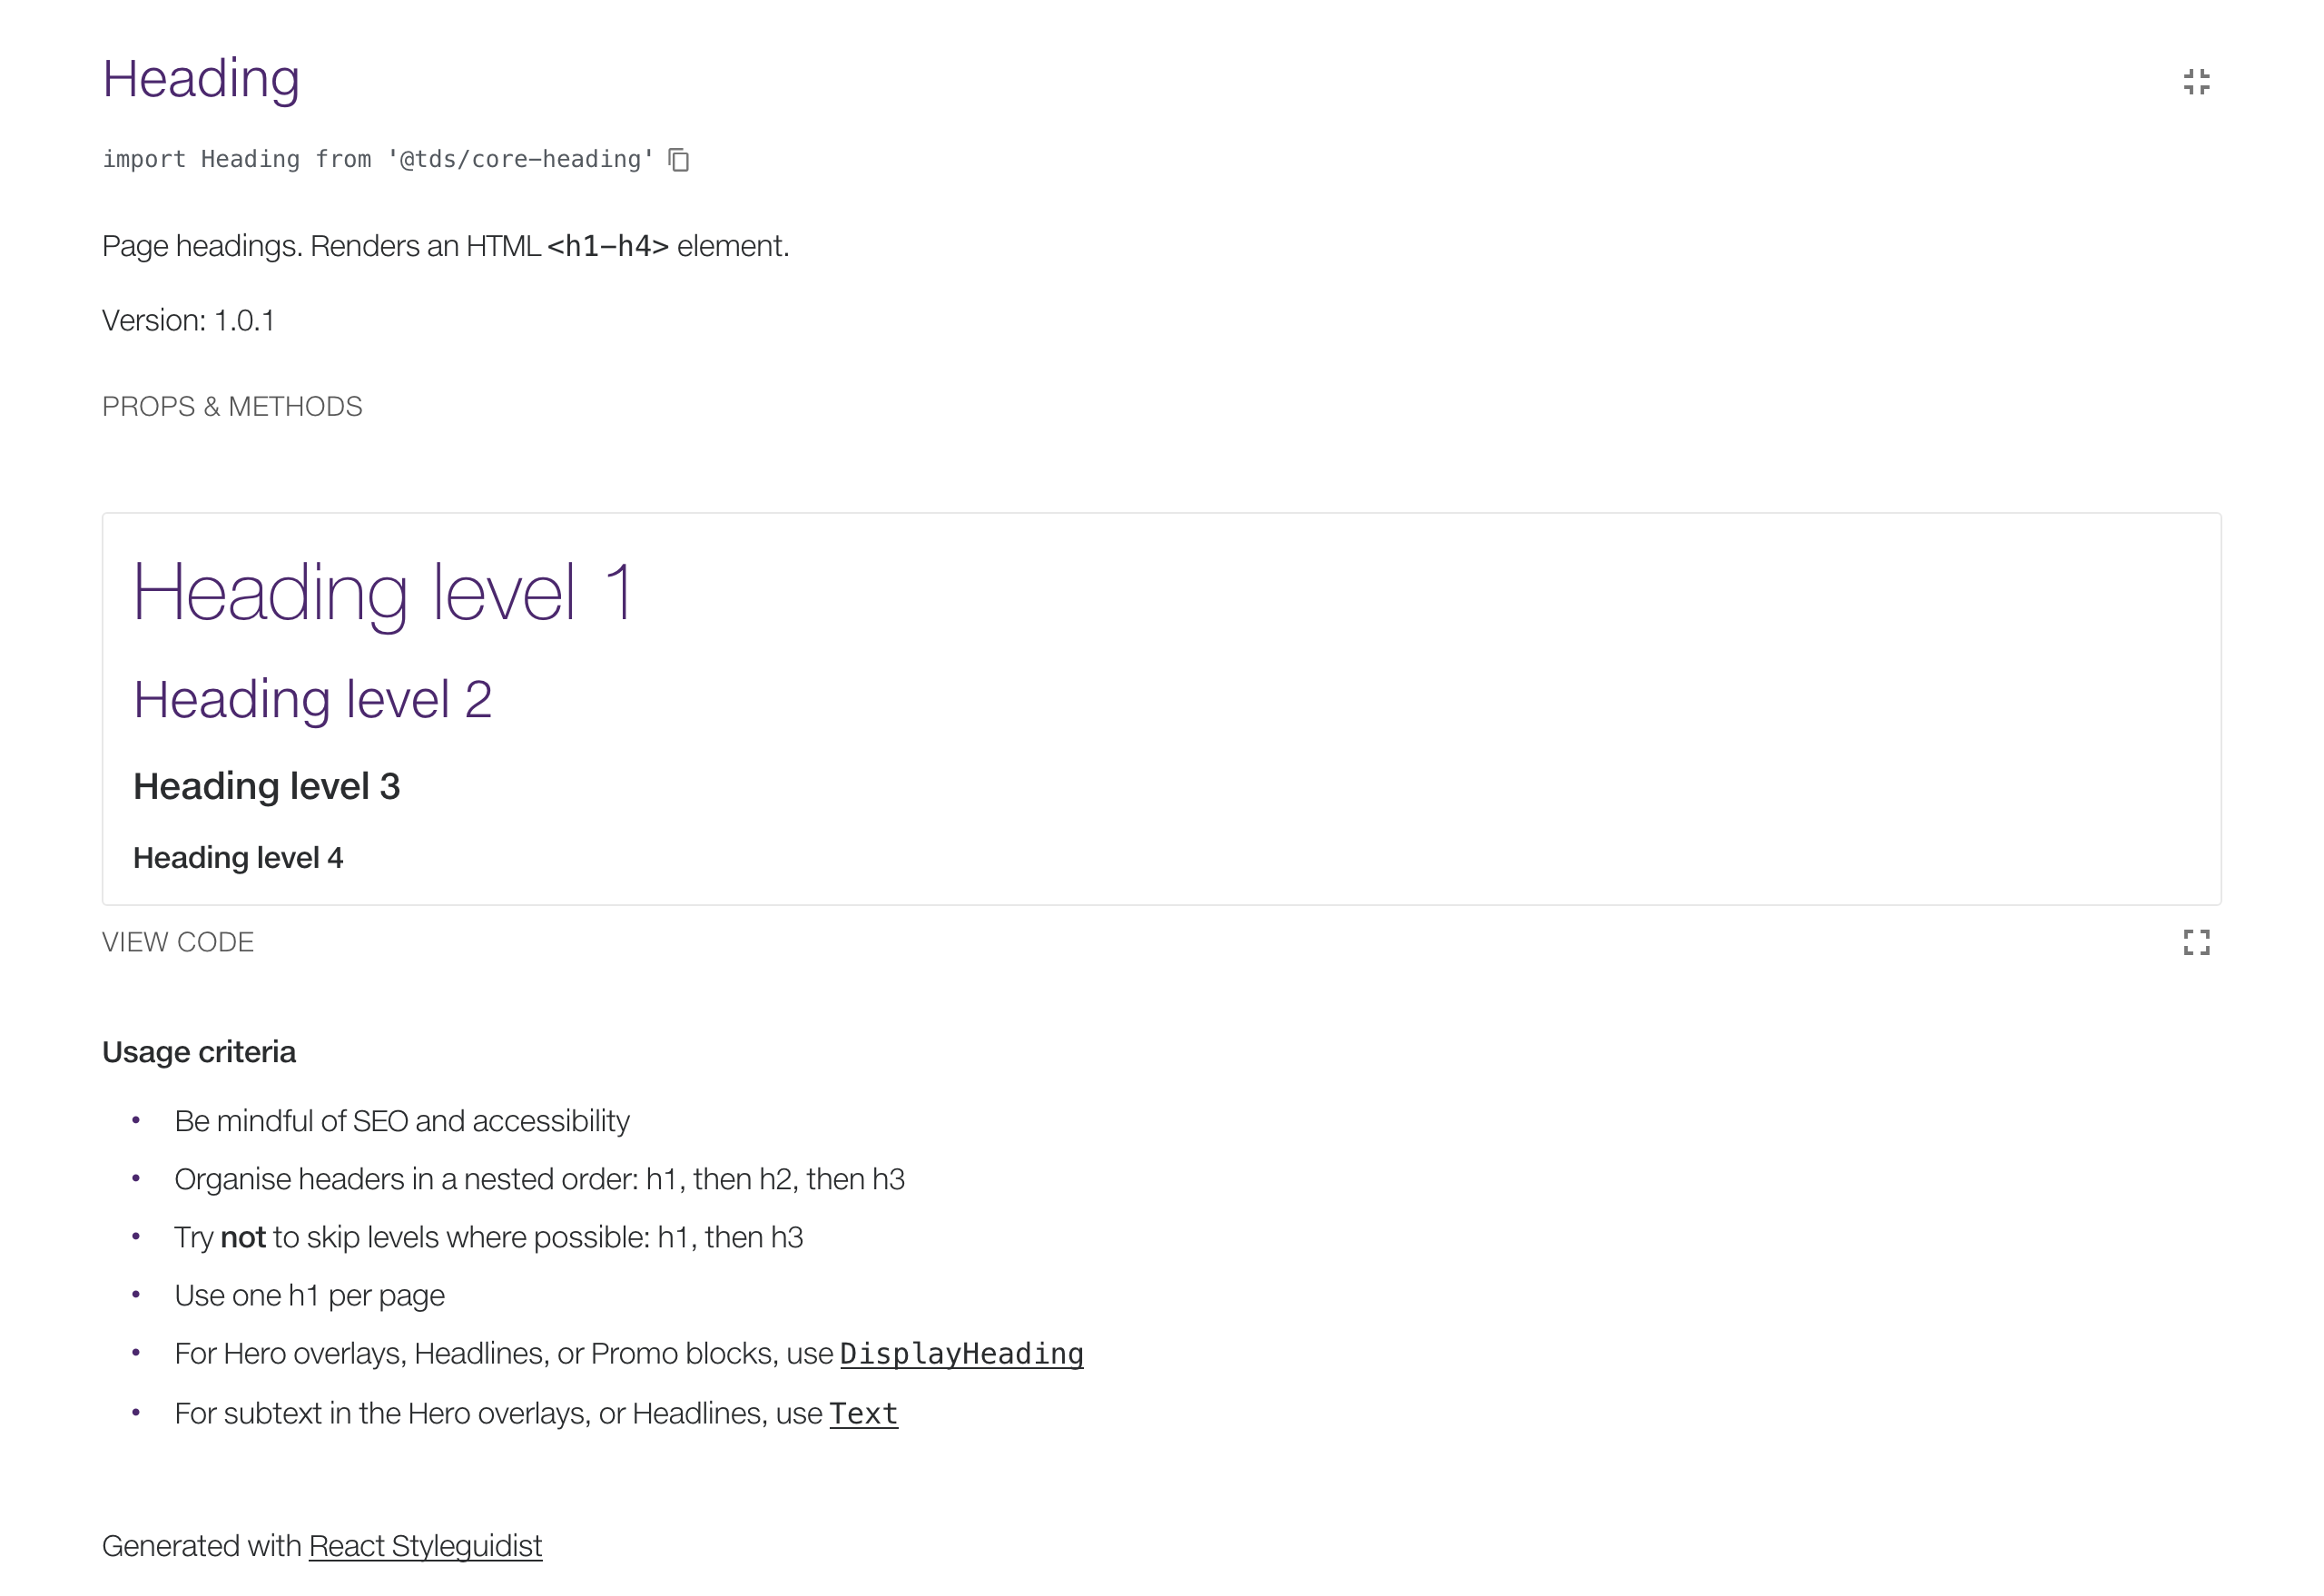 Heading
import Heading from '@tds/core-heading'
Page headings. Renders an HTML <h1-h4> element.
Version: 1.0.1
PROPS & METHODS
Heading level 1
Heading level 2
Heading level 3
Heading level 4
VIEW CODE
Usage criteria
• Be mindful of SEO and accessibility
• Organise headers in a nested order: h1, then h2, then h3
• Try not to skip levels where possible: h1, then h3
• Use one h1 per page
• For Hero overlays, Headlines, or Promo blocks, use DisplayHeading
• For subtext in the Hero overlays, or Headlines, use Text
Generated with React Styleguidist